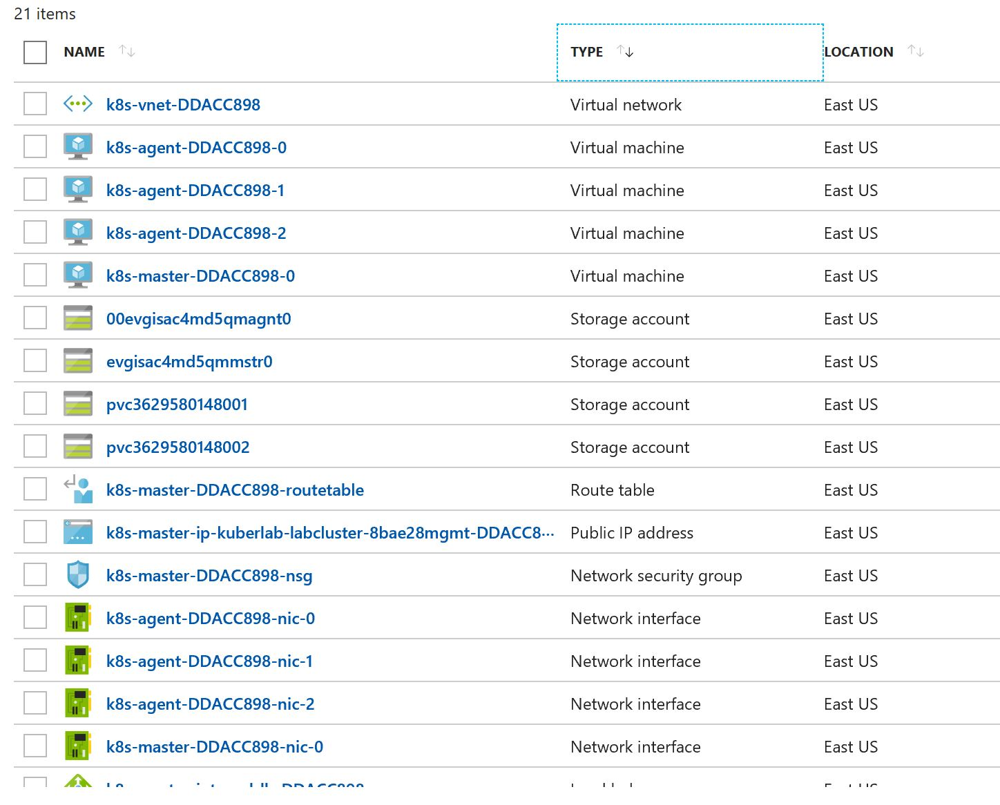 21 items
NAME TYPE LOCATION
k8s-vnet-DDACC898 Virtual network East US
k8s-agent-DDACC898-0 Virtual machine East US
k8s-agent-DDACC898-1 Virtual machine East US
k8s-agent-DDACC898-2 Virtual machine East US
k8s-master-DDACC898-0 Virtual machine East US
00evgisac4md5qmagnt0 Storage account East US
evgisac4md5qmmstr0 Storage account East US
pvc3629580148001 Storage account East US
pvc3629580148002 Storage account East US
k8s-master-DDACC898-routetable Route table East US
k8s-master-ip-kuberlab-labcluster-8bae28mgmt-DDACC8··· Public IP address East US
k8s-master-DDACC898-nsg Network security group East US
k8s-agent-DDACC898-nic-0 Network interface East US
k8s-agent-DDACC898-nic-1 Network interface East US
k8s-agent-DDACC898-nic-2 Network interface East US
k8s-master-DDACC898-nic-0 Network interface East US